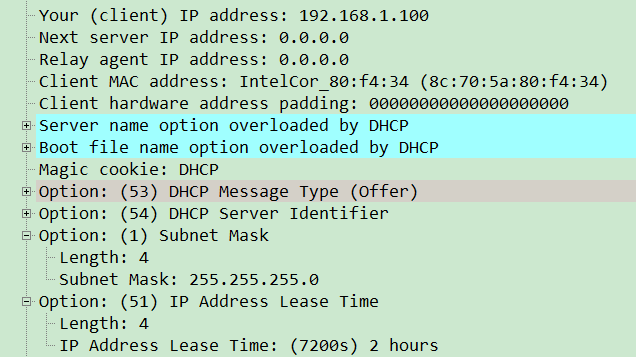 Your (client) IP address: 192.168.1.100
Next server IP address: 0.0.0.0
Relay agent IP address: 0.0.0.0
Client MAC address: IntelCor_80:f4:34 (8c:70:5a:80:f4:34)
Client hardware address padding: 00000000000000000000
Server name option overloaded by DHCP
Boot file name option overloaded by DHCP
Magic cookie: DHCP
Option: (53) DHCP Message Type (Offer)
Option: (54) DHCP Server Identifier
Option: (1) Subnet Mask
Length: 4
Subnet Mask: 255.255.255.0
Option: (51) IP Address Lease Time
Length: 4
IP Address Lease Time: (7200s) 2 hours